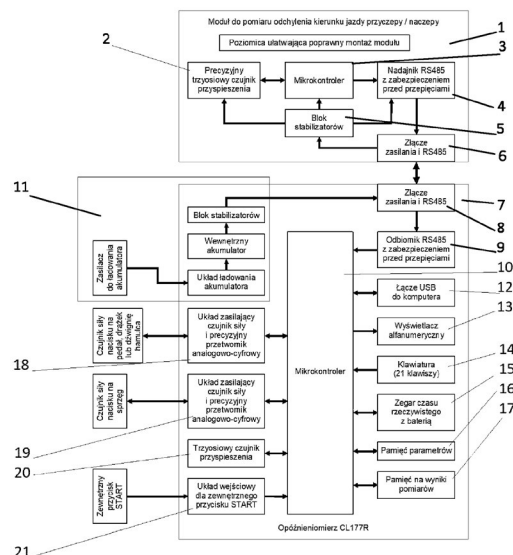 Moduł do pomiaru odchylenia kierunku jazdy przyczepy / naczepy
1
2
Poziomica ułatwiająca poprawny montaż modułu
3
Precyzyjny
trzyosiowy czujnik
przyspieszenia
Mikrokontroler
Nadajnik RS485
z zabezpieczeniem
przed przepięciami
4
Blok
stabilizatorów
5
Złącze
zasilania i RS485
6
11
Złącze
zasilania i RS485
7
8
Blok stabilizatorów
Wewnętrzny
akumulator
Odbiornik RS485
z zabezpieczeniem
przed przepięciami
9
Zasilacz
do ładowania
akumulatora
Układ ładowania
akumulatora
10
Łącze USB
do komputera
12
Czujnik siły
nacisku na
pedał, drążek
lub dźwignię
hamulca
Układ zasilający
czujnik siły
i precyzyjny
przetwornik
analogowo-cyfrowy
18
Wyświetlacz
alfanumeryczny
13
Mikrokontroler
Klawiatura
(21 klawiszy)
14
Czujnik siły
nacisku na
sprzęg
Układ zasilający
czujnik siły
i precyzyjny
przetwornik
analogowo-cyfrowy
19
Zegar czasu
rzeczywistego
z baterią
15
16
Trzyosiowy czujnik
przyspieszenia
20
Pamięć parametrów
17
Zewnętrzny
przycisk
START
Układ wejściowy
dla zewnętrznego
przycisku START
21
Pamięć na wyniki
pomiarów
Opóźnieniomierz CL177R